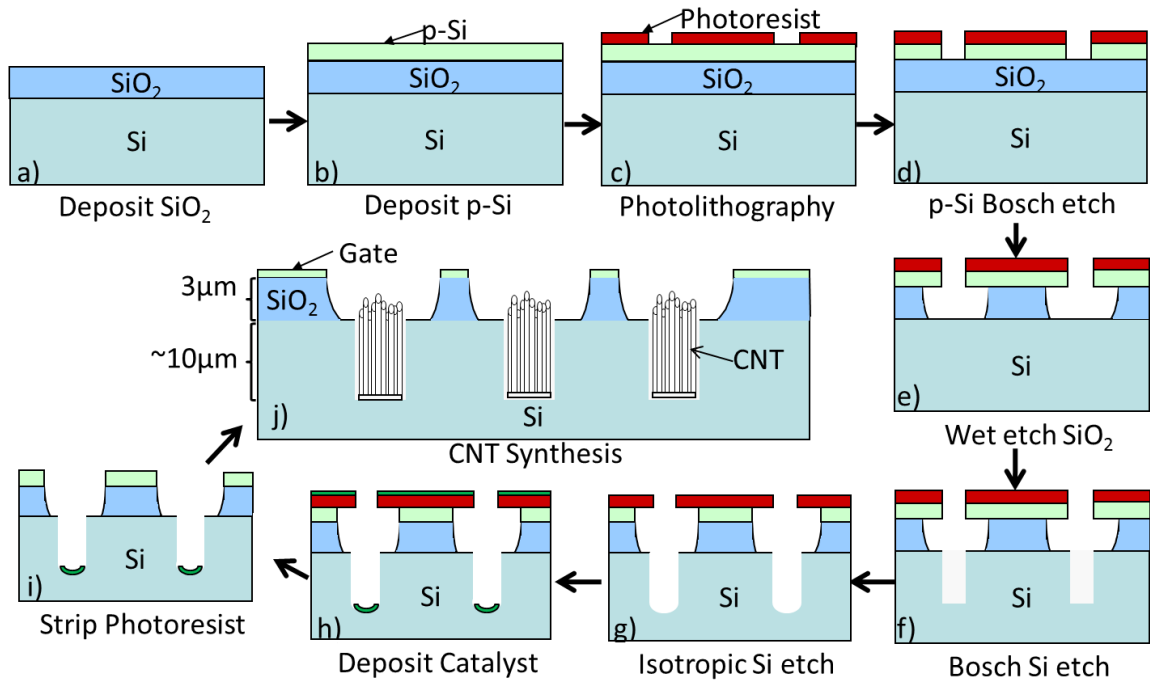 SiO₂
Si
a)
Deposit SiO₂
p-Si
SiO₂
Si
b)
Deposit p-Si
Photoresist
SiO₂
Si
c)
Photolithography
SiO₂
Si
d)
p-Si Bosch etch
Si
e)
Wet etch SiO₂
Si
f)
Bosch Si etch
Si
g)
Isotropic Si etch
Si
h)
Deposit Catalyst
Si
i)
Strip Photoresist
Gate
3μm
SiO₂
~10μm
CNT
j)
Si
CNT Synthesis